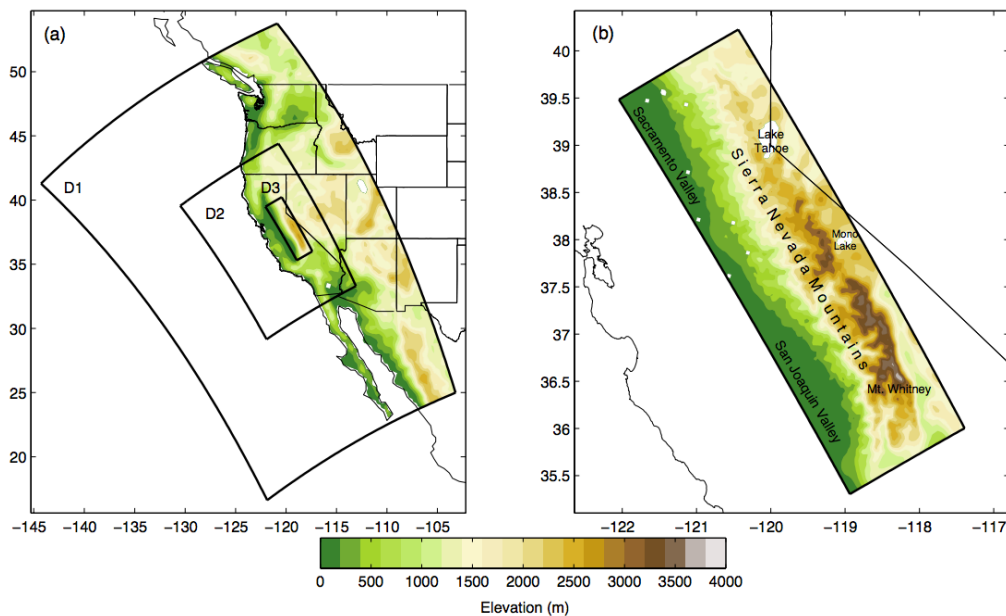 (a)
50
45
40
35
30
25
20
D1
D2
D3
−145
−140
−135
−130
−125
−120
−115
−110
−105
(b)
40
39.5
39
38.5
38
37.5
37
36.5
36
35.5
Sacramento Valley
Lake
Tahoe
Sierra Nevada Mountains
Mono
Lake
San Joaquin Valley
Mt. Whitney
−122
−121
−120
−119
−118
−117
0 500 1000 1500 2000 2500 3000 3500 4000
Elevation (m)